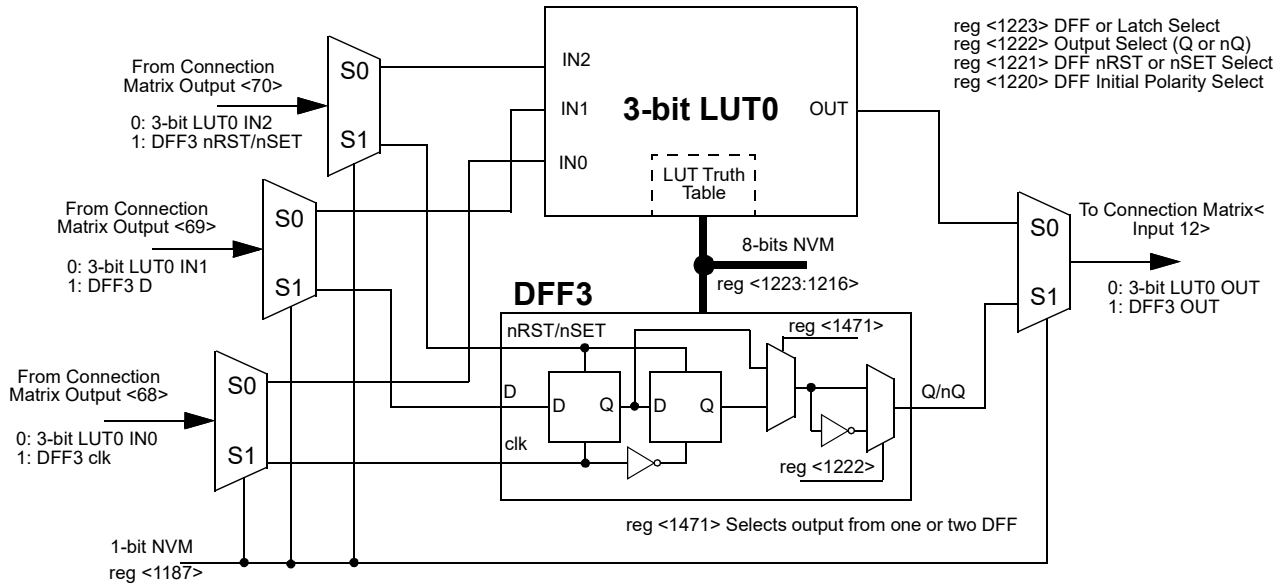 reg <1223> DFF or Latch Select
reg <1222> Output Select (Q or nQ)
reg <1221> DFF nRST or nSET Select
reg <1220> DFF Initial Polarity Select
From Connection
Matrix Output <70>
0: 3-bit LUT0 IN2
1: DFF3 nRST/nSET
S0
S1
From Connection
Matrix Output <69>
0: 3-bit LUT0 IN1
1: DFF3 D
S0
S1
From Connection
Matrix Output <68>
0: 3-bit LUT0 IN0
1: DFF3 clk
S0
S1
IN2
IN1
IN0
3-bit LUT0
OUT
LUT Truth
Table
8-bits NVM
reg <1223:1216>
DFF3
nRST/nSET
D
clk
D
Q
D
Q
reg <1471>
reg <1222>
Q/nQ
S0
S1
To Connection Matrix<
Input 12>
0: 3-bit LUT0 OUT
1: DFF3 OUT
reg <1471> Selects output from one or two DFF
1-bit NVM
reg <1187>